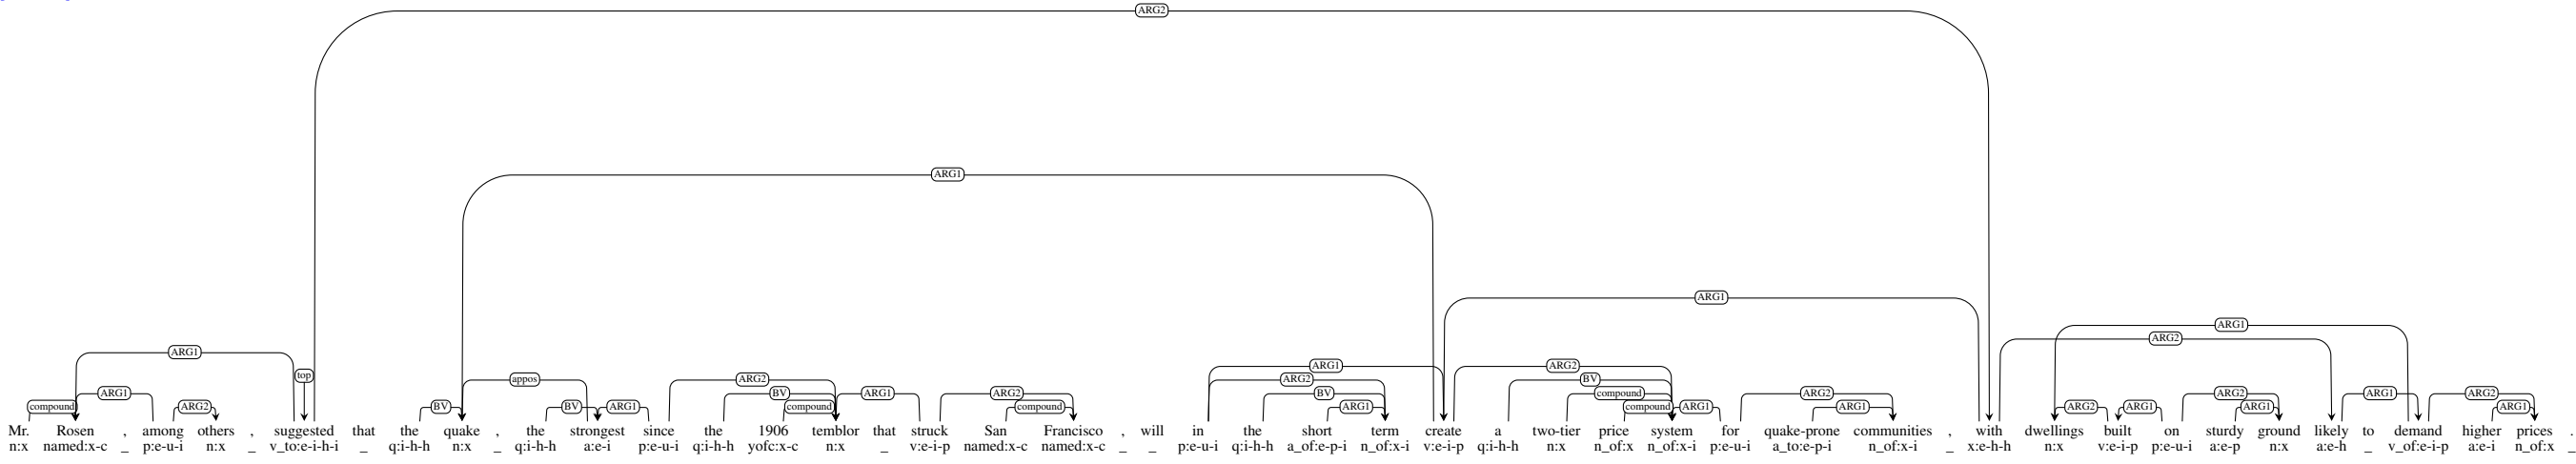 ARG2
ARG1
ARG1
ARG1
ARG1 ARG2
top ARG1 ARG2
appos ARG2 ARG2 BV
ARG1 ARG2 BV ARG1 ARG2 BV compound ARG2 ARG2 ARG1 ARG2
compound ARG2 BV BV ARG1 compound compound ARG1 compound ARG1 ARG1 ARG2 ARG1 ARG1 ARG1
Mr. Rosen , among others , suggested that the quake , the strongest since the 1906 temblor that struck San Francisco , will in the short term create a two-tier price system for quake-prone communities , with dwellings built on sturdy ground likely to demand higher prices .
n:x named:x-c _ p:e-u-i n:x _ v_to:e-i-h-i _ q:i-h-h n:x _ q:i-h-h a:e-i p:e-u-i q:i-h-h yofc:x-c n:x _ v:e-i-p named:x-c named:x-c _ _ p:e-u-i q:i-h-h a_of:e-p-i n_of:x-i v:e-i-p q:i-h-h n:x n_of:x n_of:x-i p:e-u-i a_to:e-p-i n_of:x-i _ x:e-h-h n:x v:e-i-p p:e-u-i a:e-p n:x a:e-h _ v_of:e-i-p a:e-i n_of:x _